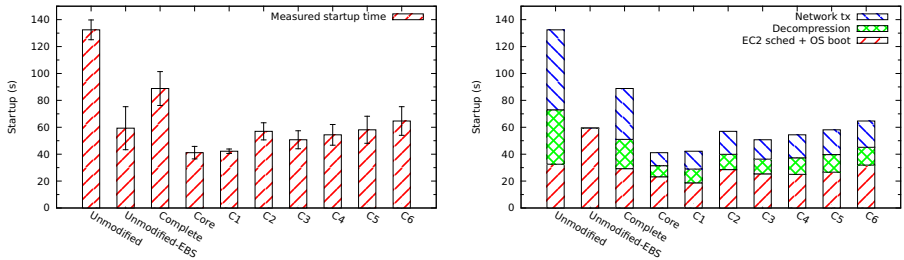 140
120
100
80
60
40
20
0
Startup (s)
Measured startup time
Unmodified
Unmodified-EBS
Complete
Core
C1
C2
C3
C4
C5
C6
140
120
100
80
60
40
20
0
Startup (s)
Network tx
Decompression
EC2 sched + OS boot
Unmodified
Unmodified-EBS
Complete
Core
C1
C2
C3
C4
C5
C6